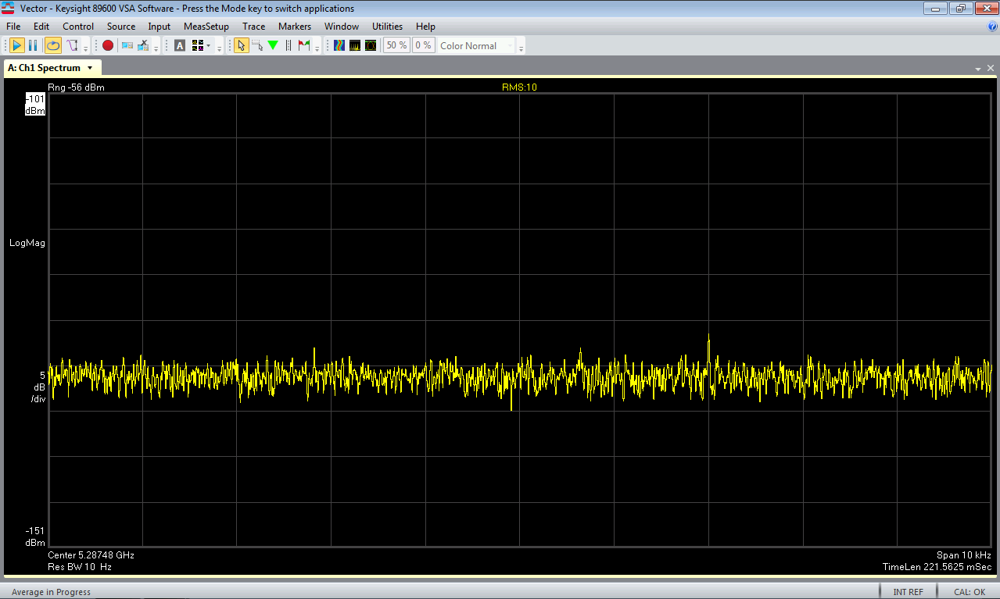 Vector - Keysight 89600 VSA Software - Press the Mode key to switch applications
File Edit Control Source Input MeasSetup Trace Markers Window Utilities Help
A 50 % 0 % Color Normal
A: Ch1 Spectrum
Rng -56 dBm RMS:10
-101
dBm
LogMag
5
dB
/div
-151
dBm
Center 5.28748 GHz Span 10 kHz
Res BW 10 Hz TimeLen 221.5625 mSec
Average in Progress INT REF CAL: OK